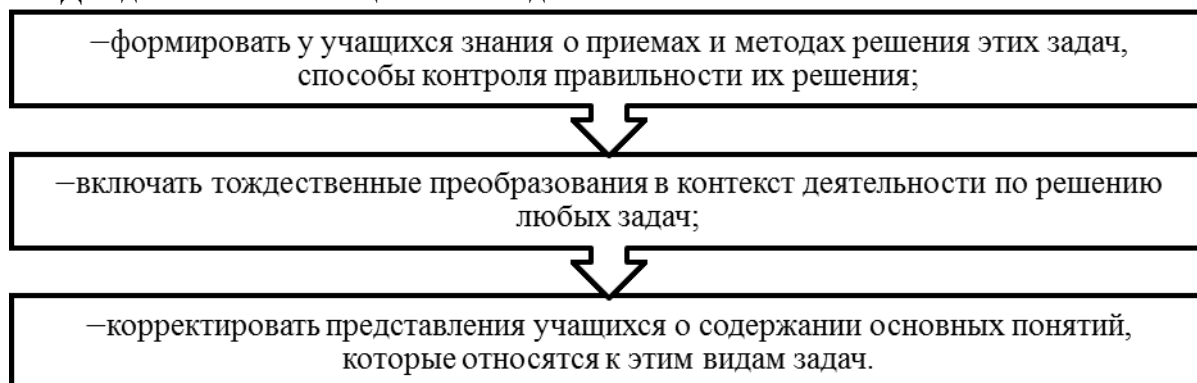 –формировать у учащихся знания о приемах и методах решения этих задач,
способы контроля правильности их решения;
–включать тождественные преобразования в контекст деятельности по решению
любых задач;
–корректировать представления учащихся о содержании основных понятий,
которые относятся к этим видам задач.